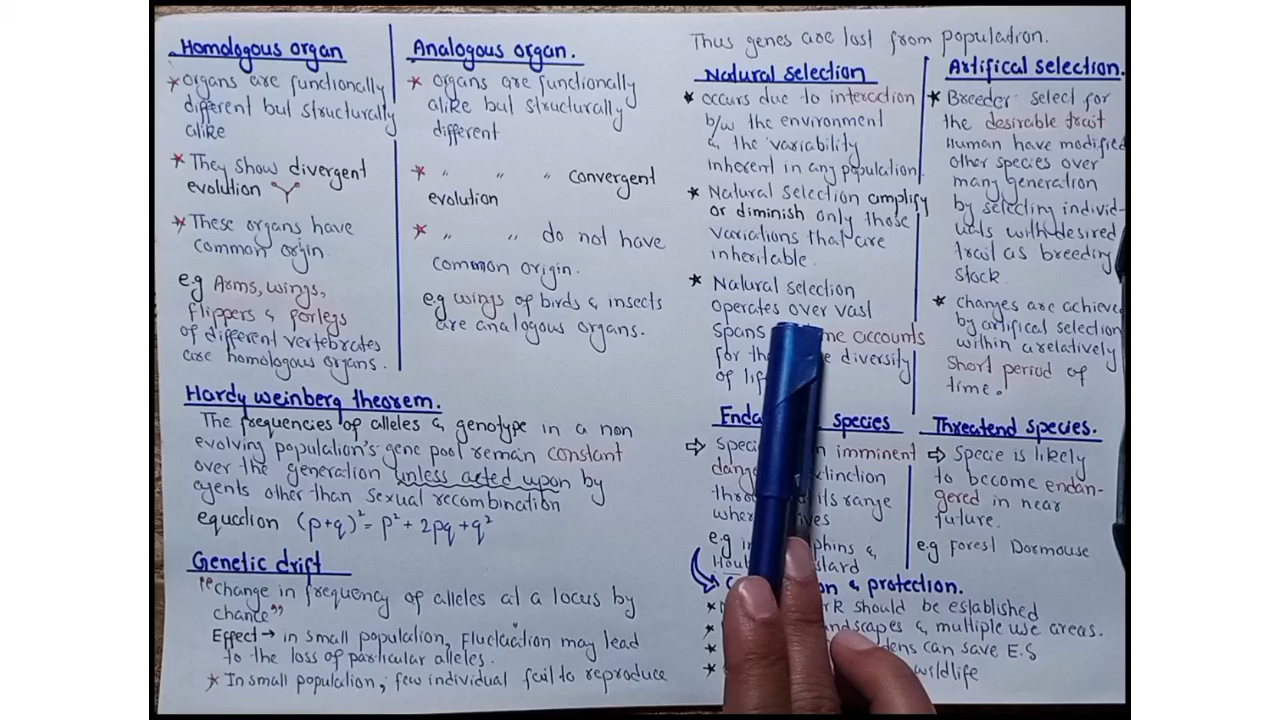 Homologous organ
* Organs are functionally
different but structurally
alike
* They show divergent
evolution
* These organs have
common orjin
e.g Arms, wings,
flippers & forlegs
of different vertebrates
are homologous organs.
Analogous organ.
* Organs are functionally
alike but structurally
different
* " " " convergent
evolution
* " " do not have
common origin.
e.g wings of birds & insects
are analogous organs.
Hardy weinberg theorem.
The frequencies of alleles & genotype in a non
evolving population's gene pool remain constant
over the generation unless acted upon by
agents other than sexual recombination
equation (p+q)² = p² + 2pq + q²
Genetic drift
"change in frequency of alleles at a locus by
chance"
Effect → in small population, fluctuation may lead
to the loss of particular alleles.
* In small population, few individual fail to reproduce
Thus genes are lost from population.
Natural selection
* occurs due to interaction
b/w the environment
& the variability
inherent in any population.
* Natural selection amplify
or diminish only those
variations that are
inheritable.
* Natural selection
operates over vast
spans me accounts
for the diversity
of
Artifical selection.
* Breeder select for
the desirable trait
Human have modified
other species over
many generation
by selecting individ-
uals with desired
trait as breeding
stock
* changes are achieve
by artifical selection
within a relatively
short period of
time.
species
⇒ imminent
dang extinction
its range
e.g
Threatend species.
⇒ Specie is likely
to become endan-
gered in near
future.
e.g Forest Dormouse
& protection.
* should be established
* landscapes & multiple use areas.
* can save E.S
* wildlife